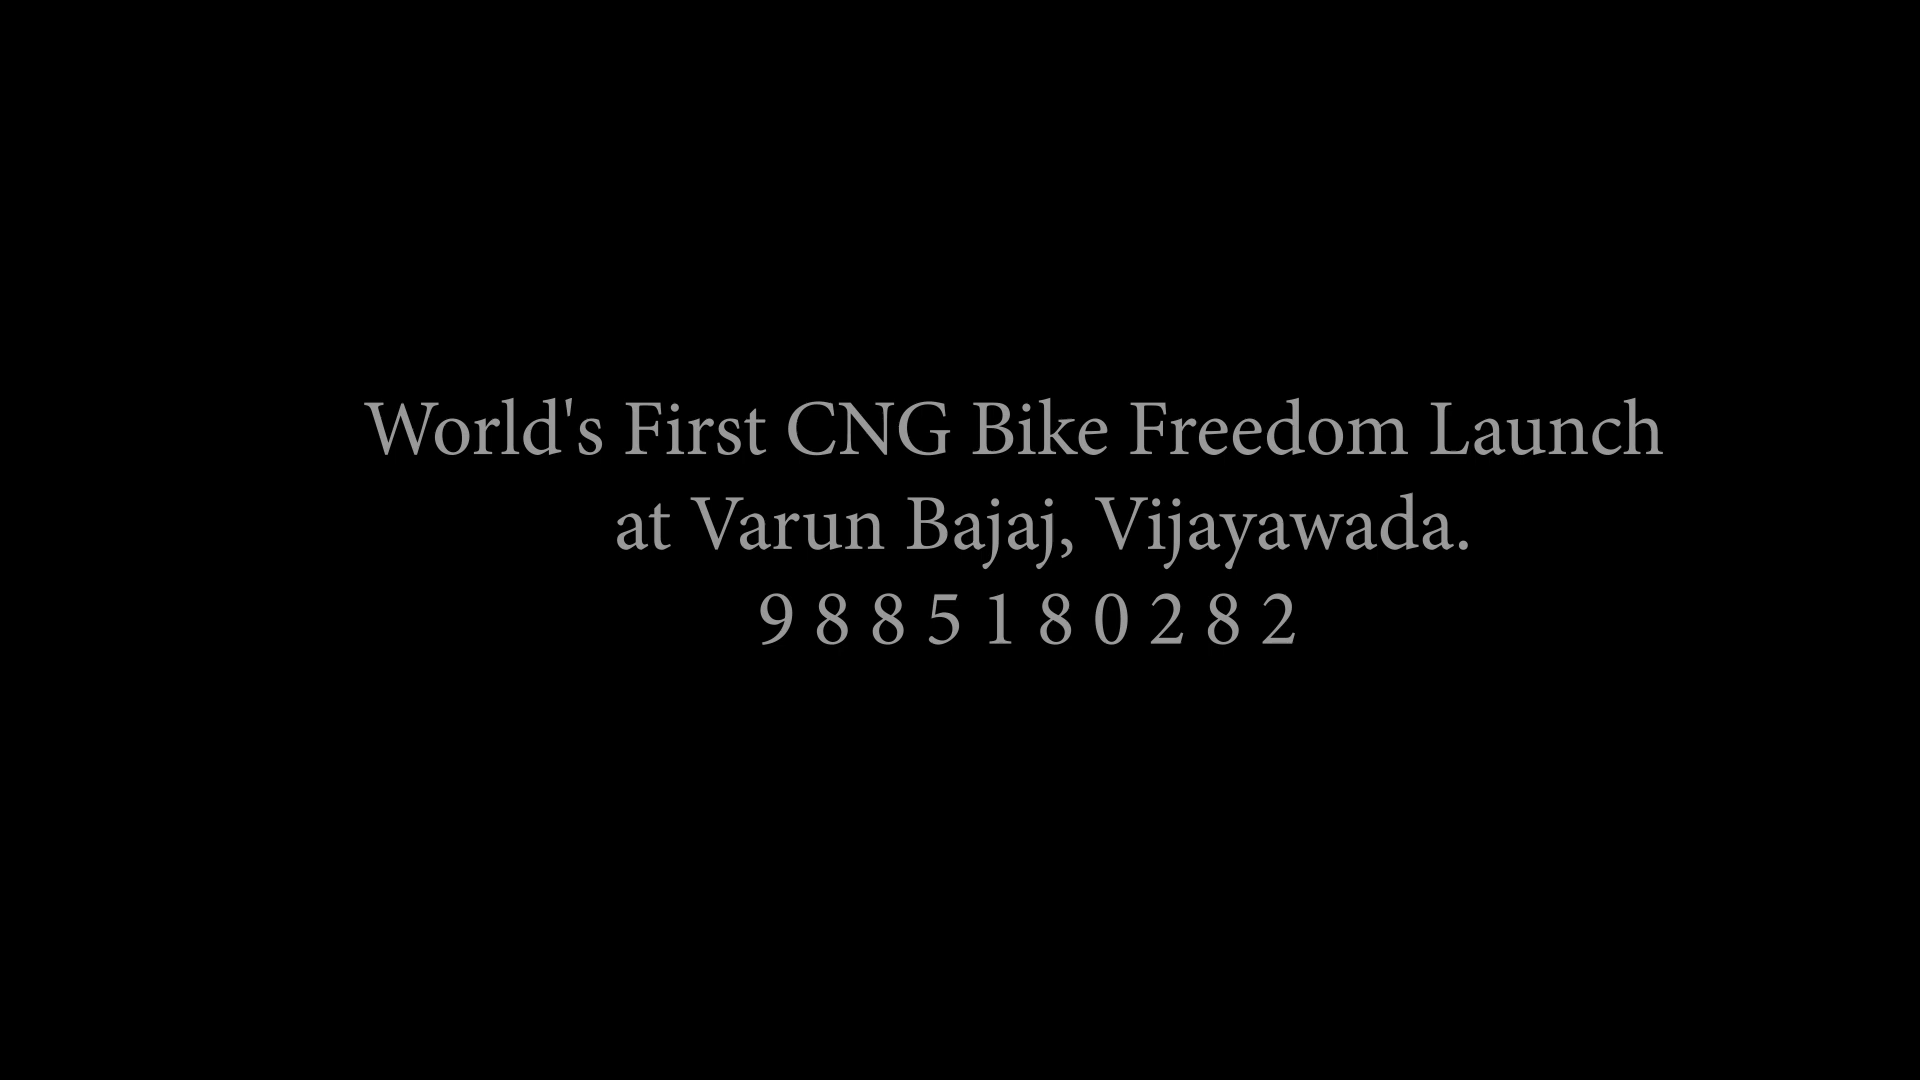 World's First CNG Bike Freedom Launch
at Varun Bajaj, Vijayawada.
9 8 8 5 1 8 0 2 8 2